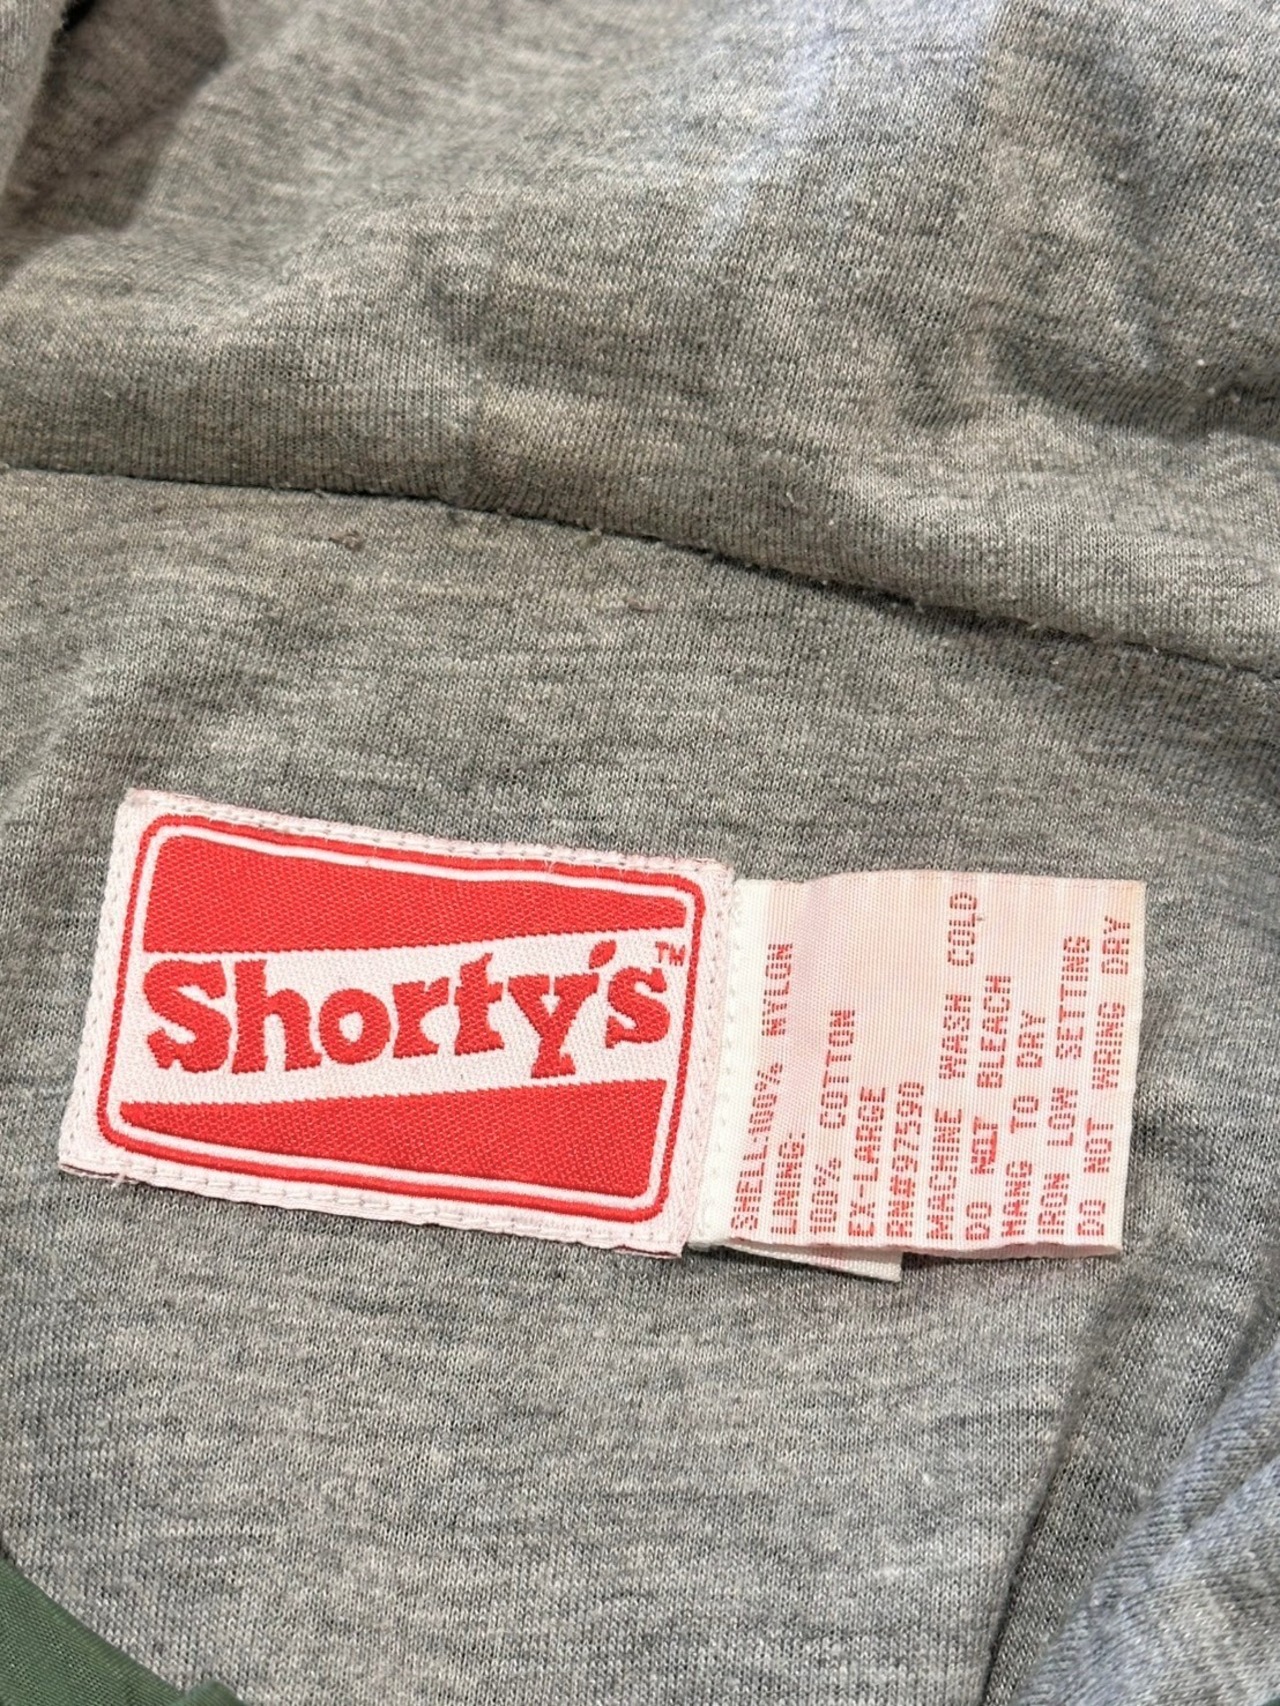 Shorty's™
SHELL:100% NYLON
LINING:
100% COTTON
EX-LARGE
RN#97590
MACHINE WASH COLD
DO NOT BLEACH
HANG TO DRY
IRON LOW SETTING
DO NOT WRING DRY